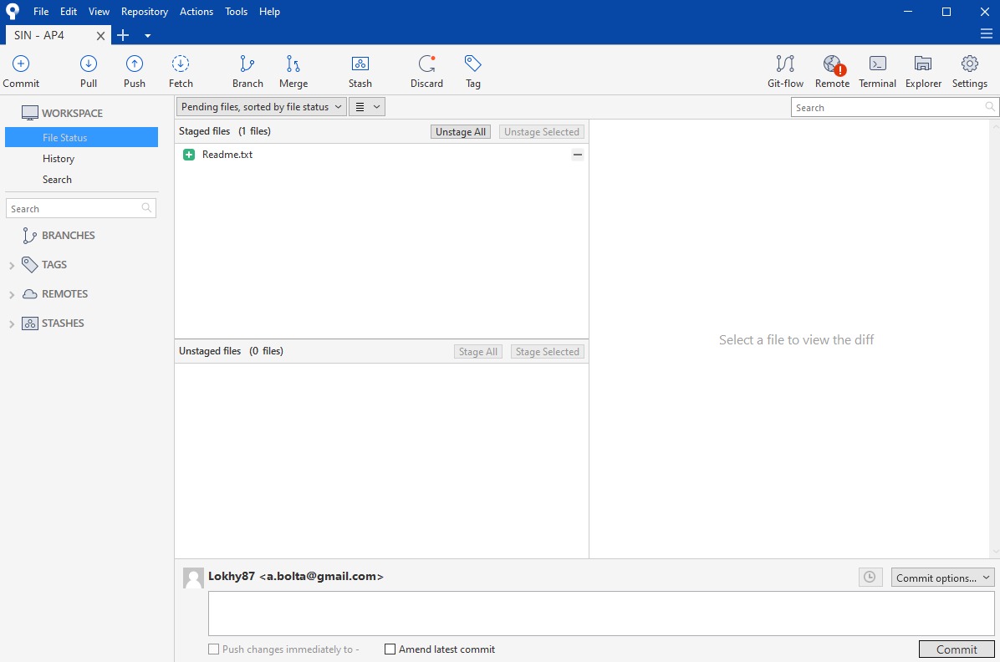 File Edit View Repository Actions Tools Help
SIN - AP4
Commit Pull Push Fetch Branch Merge Stash Discard Tag Git-flow Remote Terminal Explorer Settings
WORKSPACE
File Status
History
Search
Search
BRANCHES
TAGS
REMOTES
STASHES
Pending files, sorted by file status
Search
Staged files (1 files) Unstage All Unstage Selected
Readme.txt
Unstaged files (0 files) Stage All Stage Selected
Select a file to view the diff
Lokhy87 <a.bolta@gmail.com> Commit options...
Push changes immediately to - Amend latest commit Commit